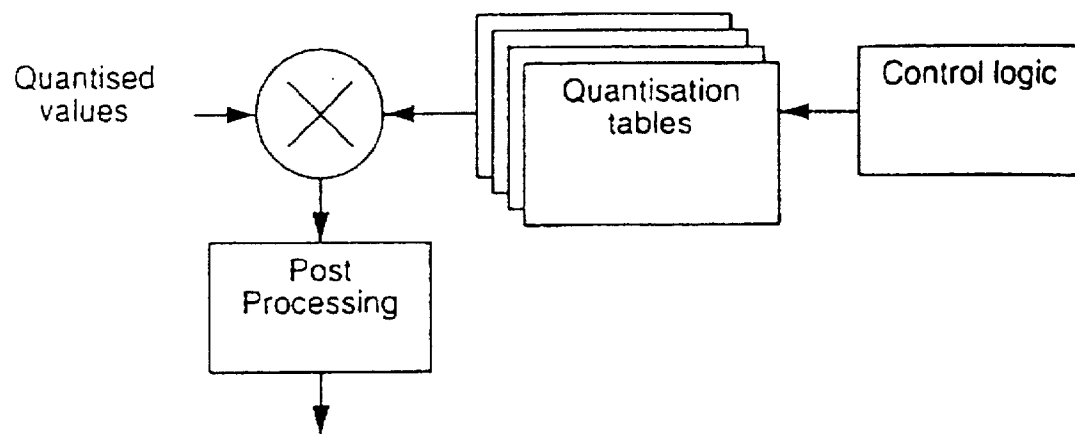 Quantised
values
Quantisation
tables
Control logic
Post
Processing